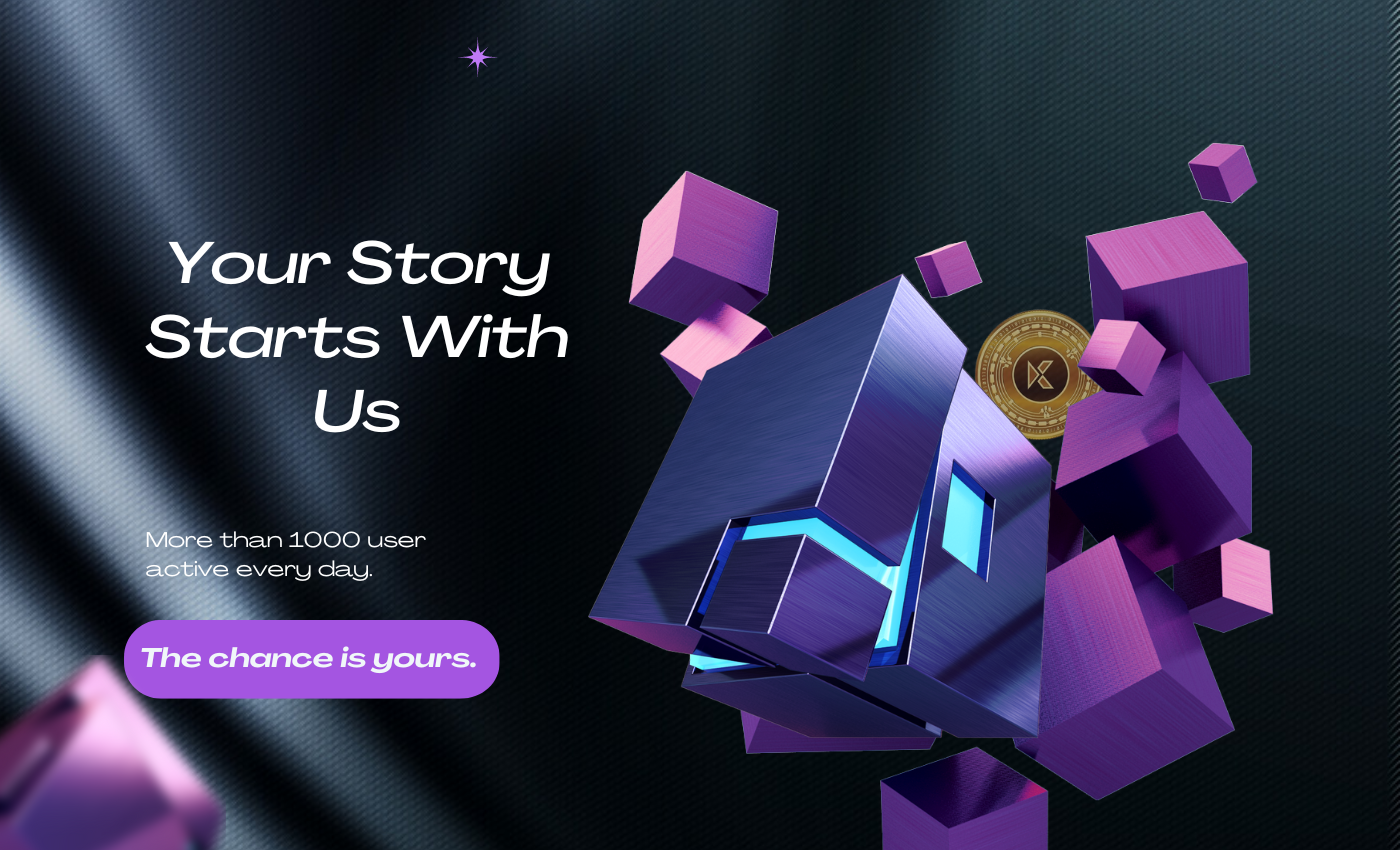 Your Story
Starts With
Us
More than 1000 user
active every day.
The chance is yours.